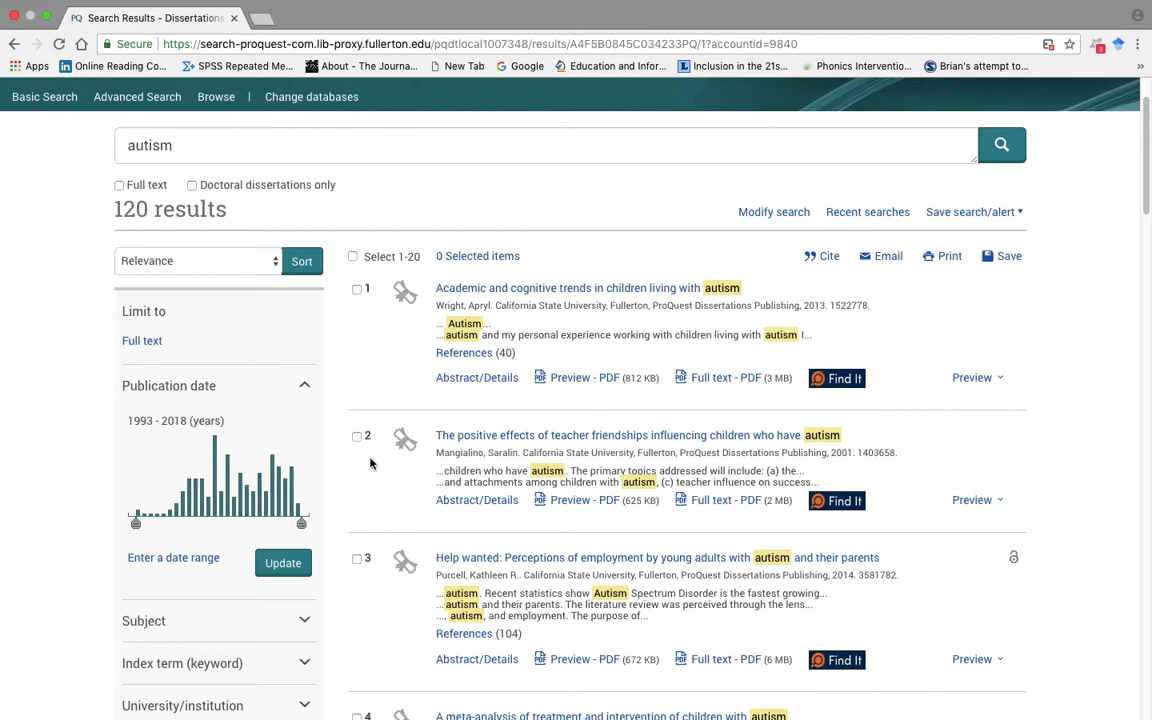 PQ Search Results - Dissertations
Secure https://search-proquest-com.lib-proxy.fullerton.edu/pqdtlocal1007348/results/A4F5B0845C034233PQ/1?accountid=9840
3
Apps Online Reading Co... SPSS Repeated Me... About - The Journa... New Tab Google Education and Infor... Inclusion in the 21s... Phonics Interventio... Brian's attempt to... »
Basic Search Advanced Search Browse | Change databases
autism
Full text Doctoral dissertations only
120 results
Modify search Recent searches Save search/alert
Relevance Sort
Select 1-20 0 Selected items Cite Email Print Save
Limit to
Full text
Publication date
1993 - 2018 (years)
Enter a date range Update
Subject
Index term (keyword)
University/institution
1 Academic and cognitive trends in children living with autism
Wright, Apryl. California State University, Fullerton, ProQuest Dissertations Publishing, 2013. 1522778.
... Autism...
...autism and my personal experience working with children living with autism I...
References (40)
Abstract/Details PDF Preview - PDF (812 KB) PDF Full text - PDF (3 MB) Find It Preview
2 The positive effects of teacher friendships influencing children who have autism
Mangialino, Saralin. California State University, Fullerton, ProQuest Dissertations Publishing, 2001. 1403658.
...children who have autism. The primary topics addressed will include: (a) the...
...and attachments among children with autism, (c) teacher influence on success...
Abstract/Details PDF Preview - PDF (625 KB) PDF Full text - PDF (2 MB) Find It Preview
3 Help wanted: Perceptions of employment by young adults with autism and their parents
Purcell, Kathleen R.. California State University, Fullerton, ProQuest Dissertations Publishing, 2014. 3581782.
...autism. Recent statistics show Autism Spectrum Disorder is the fastest growing...
...autism and their parents. The literature review was perceived through the lens...
..., autism, and employment. The purpose of...
References (104)
Abstract/Details PDF Preview - PDF (672 KB) PDF Full text - PDF (6 MB) Find It Preview
4 A meta-analysis of treatment and intervention of children with autism